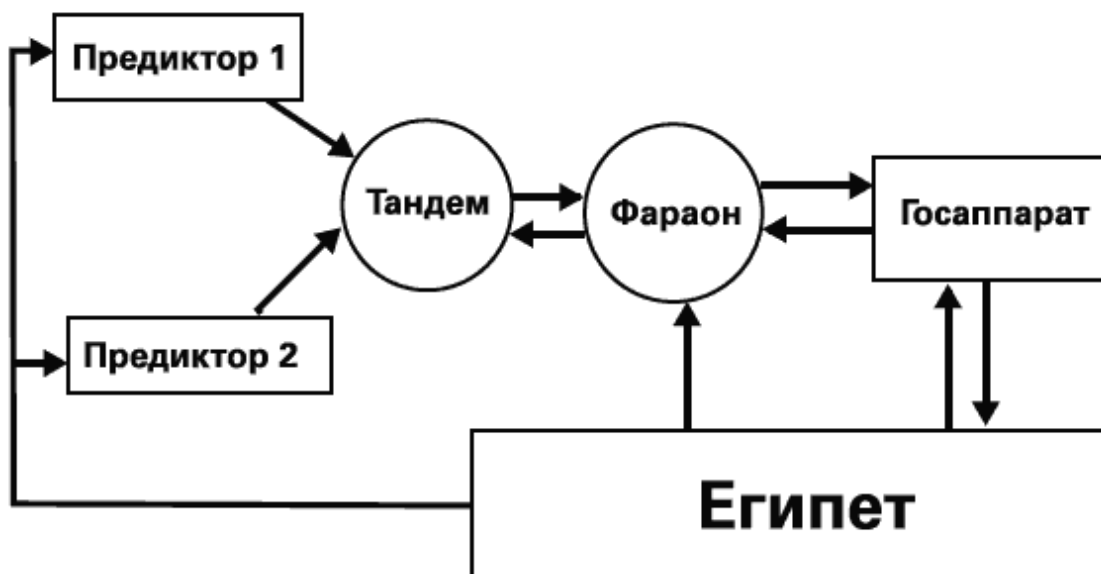 Предиктор 1
Тандем
Фараон
Госаппарат
Предиктор 2
Египет